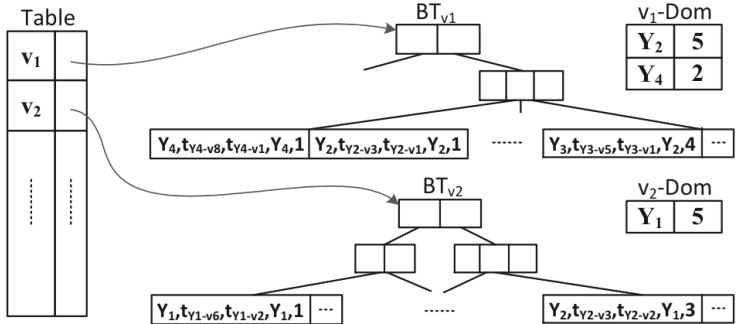 Table
BTv1
v1-Dom
v1
Y2 5
Y4 2
v2
Y4,tY4-v8,tY4-v1,Y4,1 Y2,tY2-v3,tY2-v1,Y2,1 ...... Y3,tY3-v5,tY3-v1,Y2,4 ...
BTv2
v2-Dom
Y1 5
Y1,tY1-v6,tY1-v2,Y1,1 ... ...... Y2,tY2-v3,tY2-v2,Y1,3 ...